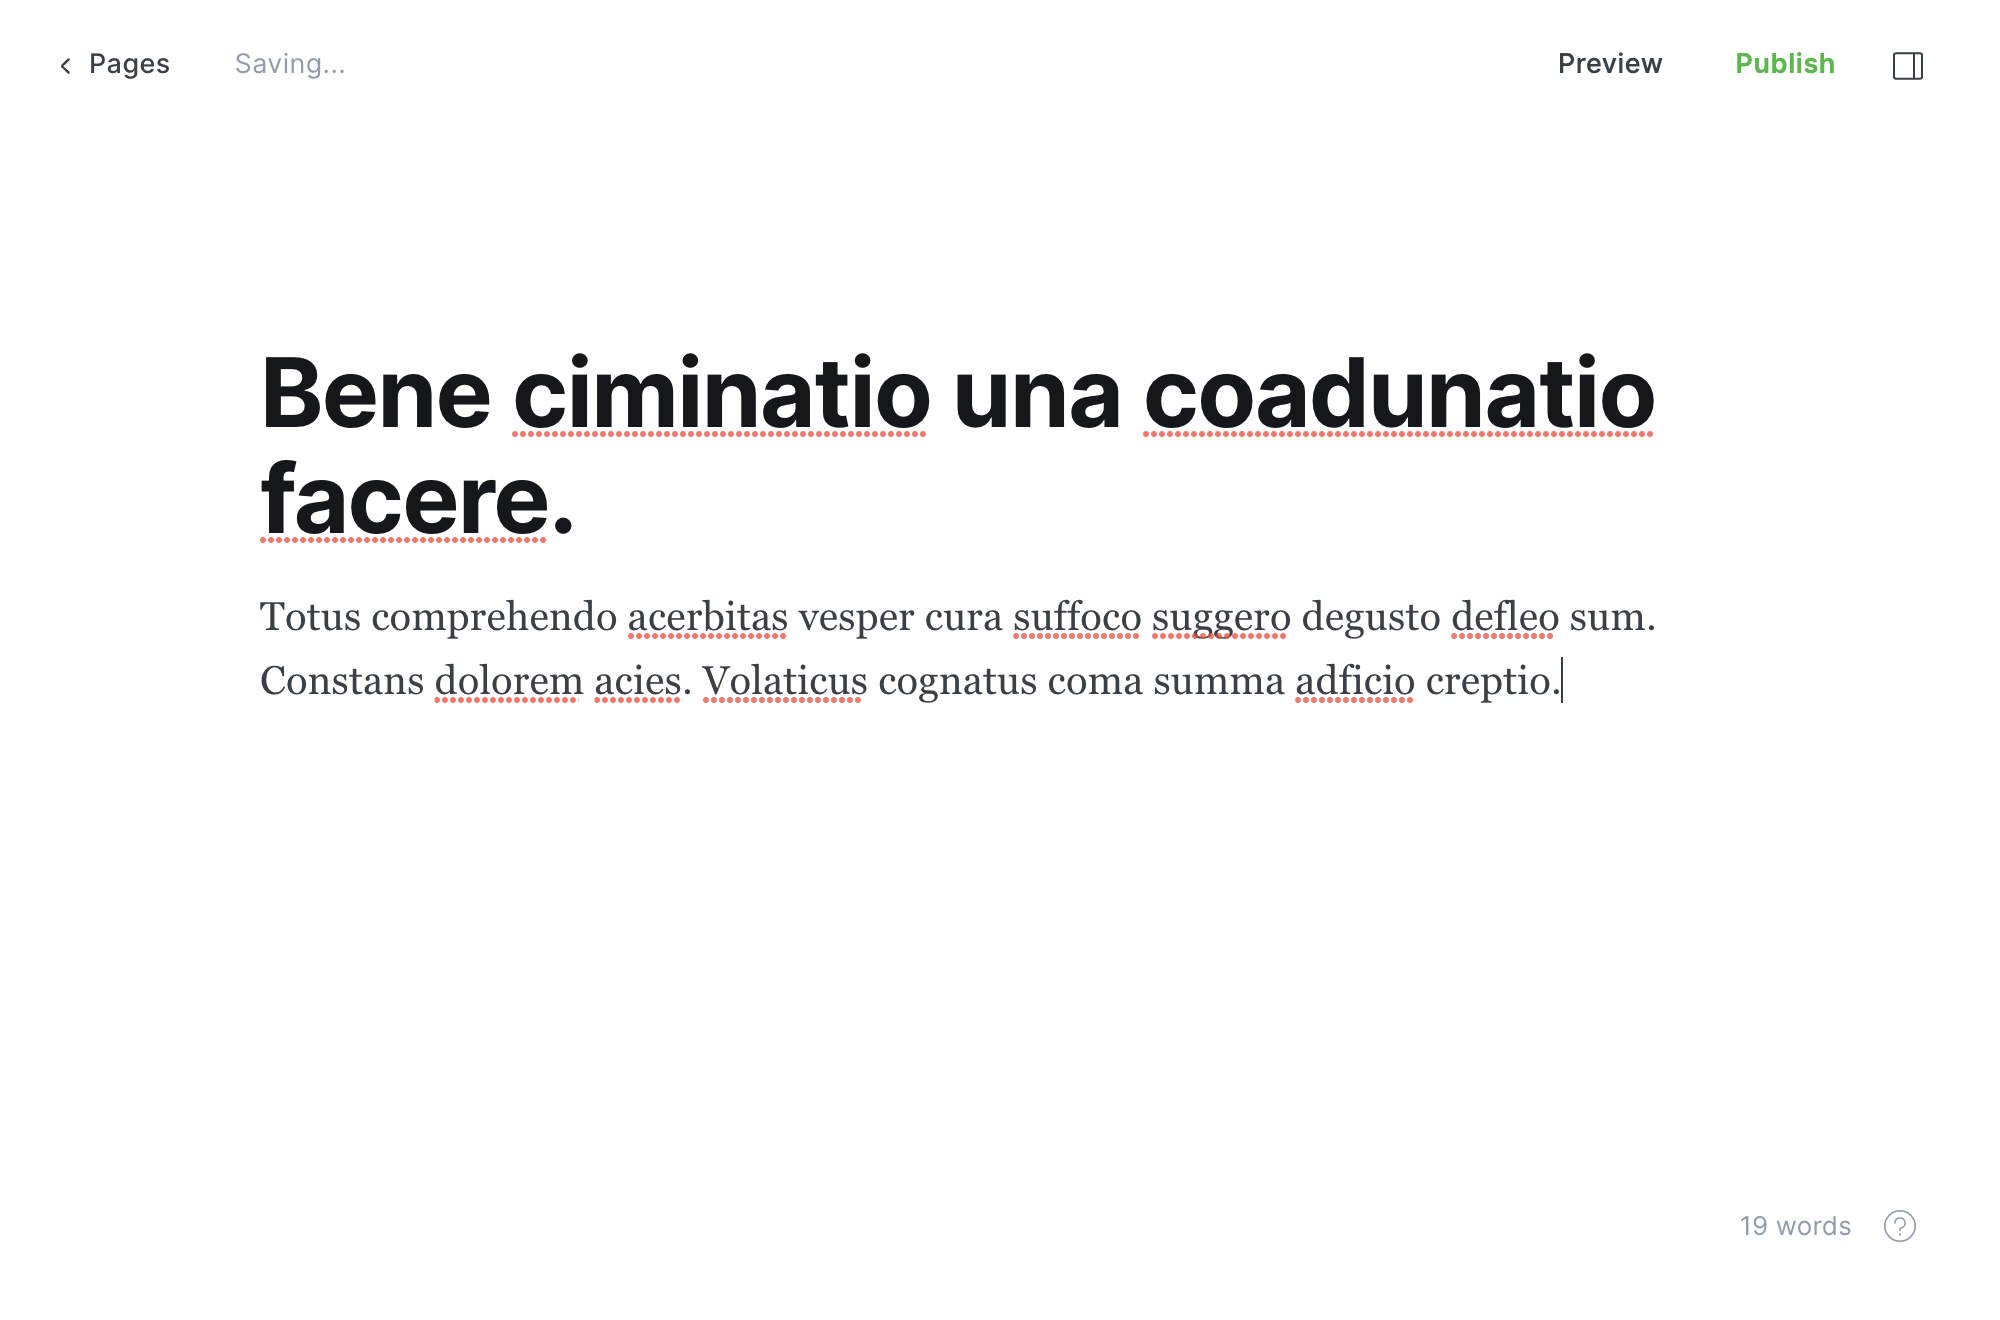 Pages
Saving...
Preview
Publish
Bene ciminatio una coadunatio
facere.
Totus comprehendo acerbitas vesper cura suffoco suggero degusto defleo sum.
Constans dolorem acies. Volaticus cognatus coma summa adficio creptio.
19 words
?